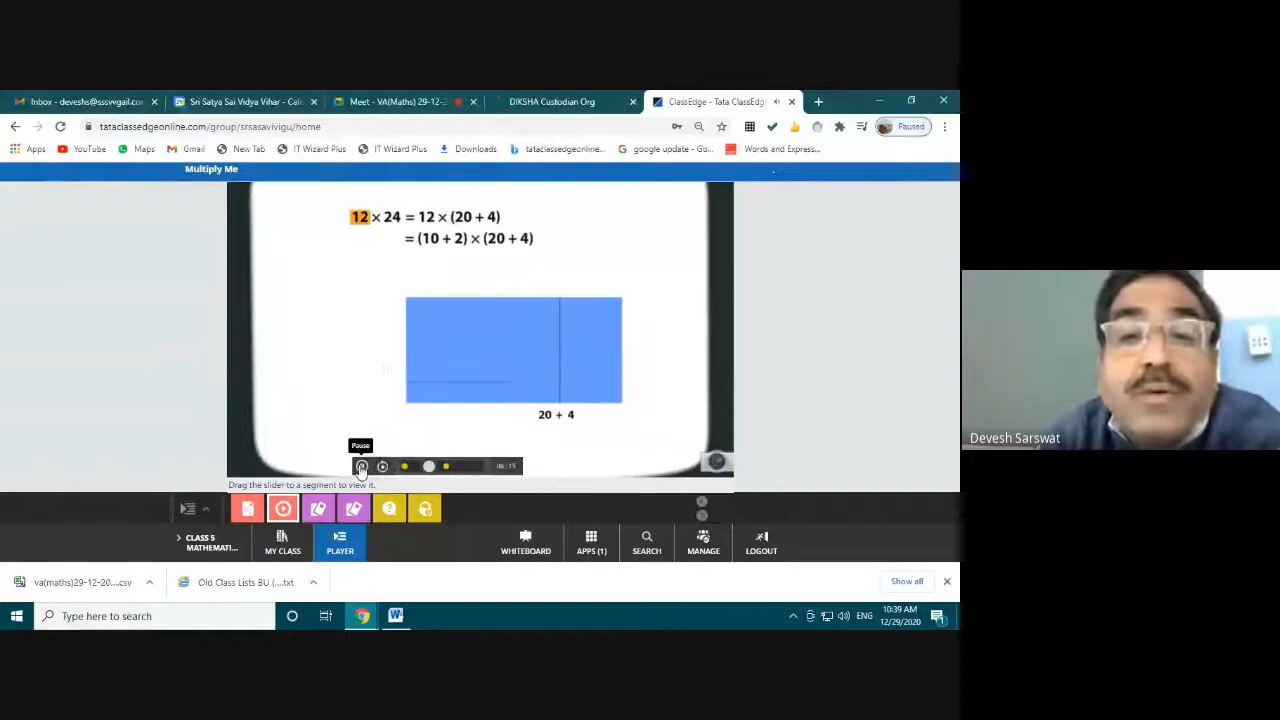 Inbox - deveshs@sssvvgail.co
Sri Satya Sai Vidya Vihar - Cale
Meet - VA(Maths) 29-12-2
DIKSHA Custodian Org
ClassEdge - Tata ClassEdg
tataclassedgeonline.com/group/srsasavivigu/home
Paused
Apps
YouTube
Maps
Gmail
New Tab
IT Wizard Plus
IT Wizard Plus
Downloads
tataclassedgeonline...
google update - Go...
Words and Express...
Multiply Me
12 × 24 = 12 × (20 + 4)
= (10 + 2) × (20 + 4)
20 + 4
Pause
06:15
Drag the slider to a segment to view it.
CLASS 5
MATHEMATI...
MY CLASS
PLAYER
WHITEBOARD
APPS (1)
SEARCH
MANAGE
LOGOUT
va(maths)29-12-20....csv
Old Class Lists BU (....txt
Show all
Type here to search
ENG
10:39 AM
12/29/2020
Devesh Sarswat